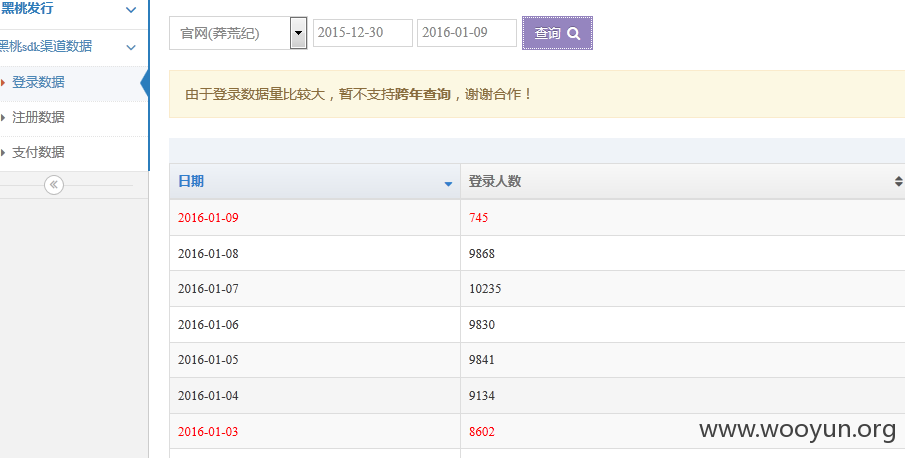 黑桃发行
黑桃sdk渠道数据
登录数据
注册数据
支付数据
官网(莽荒纪) 2015-12-30 2016-01-09 查询
由于登录数据量比较大，暂不支持跨年查询，谢谢合作！
日期 登录人数
2016-01-09 745
2016-01-08 9868
2016-01-07 10235
2016-01-06 9830
2016-01-05 9841
2016-01-04 9134
2016-01-03 8602
www.wooyun.org